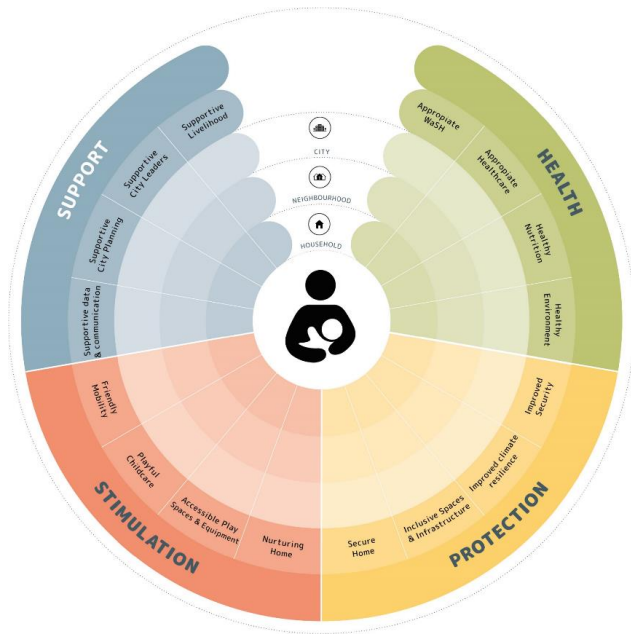 SUPPORT
Supportive
Livelihood
Supportive
City Leaders
Supportive
City Planning
Supportive data
& communication
CITY
NEIGHBOURHOOD
HOUSEHOLD
HEALTH
Appropiate
WaSH
Appropiate
Healthcare
Healthy
Nutrition
Healthy
Environment
STIMULATION
Friendly
Mobility
Playful
Childcare
Accessible Play
Spaces & Equipment
Nurturing
Home
PROTECTION
Secure
Home
Inclusive Spaces
& Infrastructure
Improved climate
resilience
Improved
Security